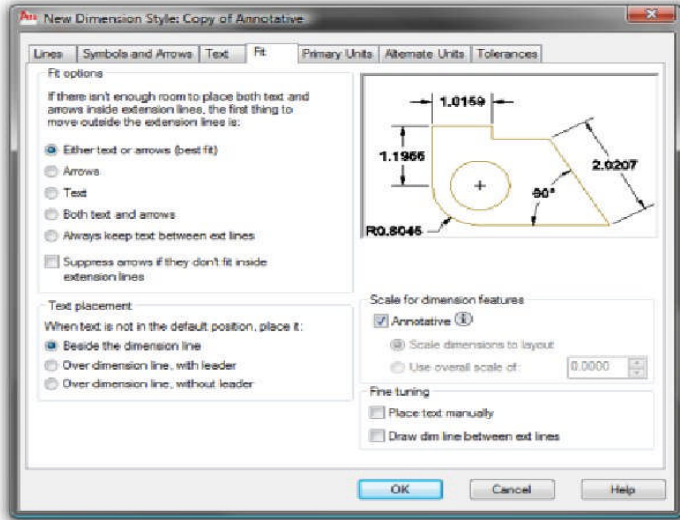 New Dimension Style: Copy of Annotative
Lines
Symbols and Arrows
Text
Fit
Primary Units
Alternate Units
Tolerances
Fit options
If there isn't enough room to place both text and
arrows inside extension lines, the first thing to
move outside the extension lines is:
Either text or arrows (best fit)
Arrows
Text
Both text and arrows
Always keep text between ext lines
Suppress arrows if they don't fit inside
extension lines
Text placement
When text is not in the default position, place it:
Beside the dimension line
Over dimension line, with leader
Over dimension line, without leader
1.0159
1.1955
2.0207
R0.8045
Scale for dimension features
Annotative
Scale dimensions to layout
Use overall scale of:
0.0000
Fine tuning
Place text manually
Draw dim line between ext lines
OK
Cancel
Help